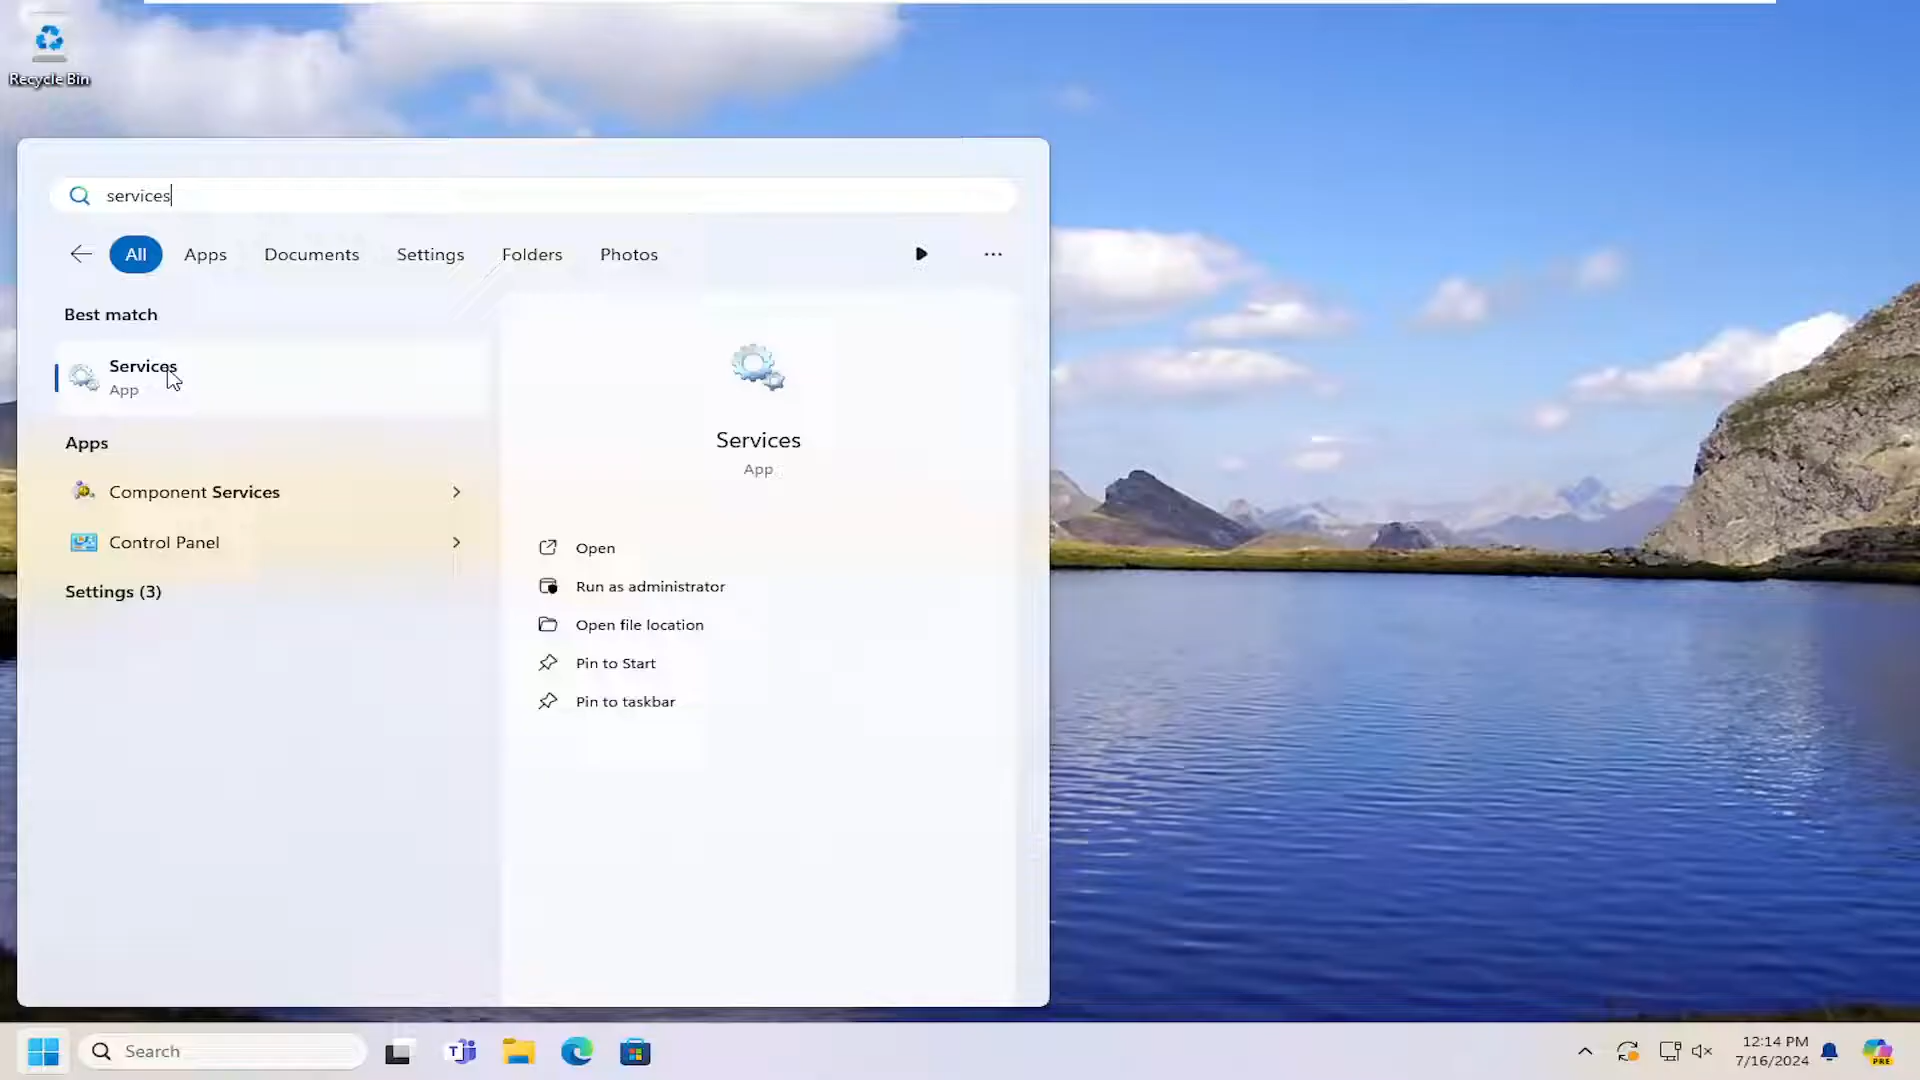 Recycle Bin
services
All
Apps
Documents
Settings
Folders
Photos
Best match
Services
App
Apps
Component Services
Control Panel
Settings (3)
Services
App
Open
Run as administrator
Open file location
Pin to Start
Pin to taskbar
Search
12:14 PM
7/16/2024
PRE